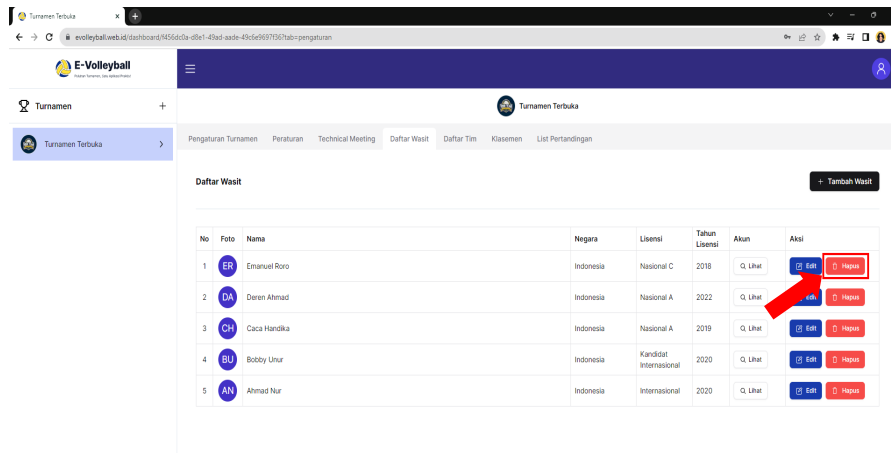 Turnamen Terbuka
evolleyball.web.id/dashboard/f456dc0a-d8e1-49ad-aade-49c6e9697f36?tab=pengaturan
E-Volleyball
Turnamen
Turnamen Terbuka
Turnamen Terbuka
Pengaturan Turnamen Peraturan Technical Meeting Daftar Wasit Daftar Tim Klasemen List Pertandingan
Daftar Wasit
+ Tambah Wasit
No Foto Nama Negara Lisensi Tahun Lisensi Akun Aksi
1 ER Emanuel Roro Indonesia Nasional C 2018 Lihat Edit Hapus
2 DA Deren Ahmad Indonesia Nasional A 2022 Lihat Edit Hapus
3 CH Caca Handika Indonesia Nasional A 2019 Lihat Edit Hapus
4 BU Bobby Unur Indonesia Kandidat Internasional 2020 Lihat Edit Hapus
5 AN Ahmad Nur Indonesia Internasional 2020 Lihat Edit Hapus